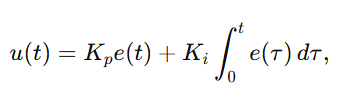 u(t) = K_p e(t) + K_i ∫_0^t e(τ) dτ,